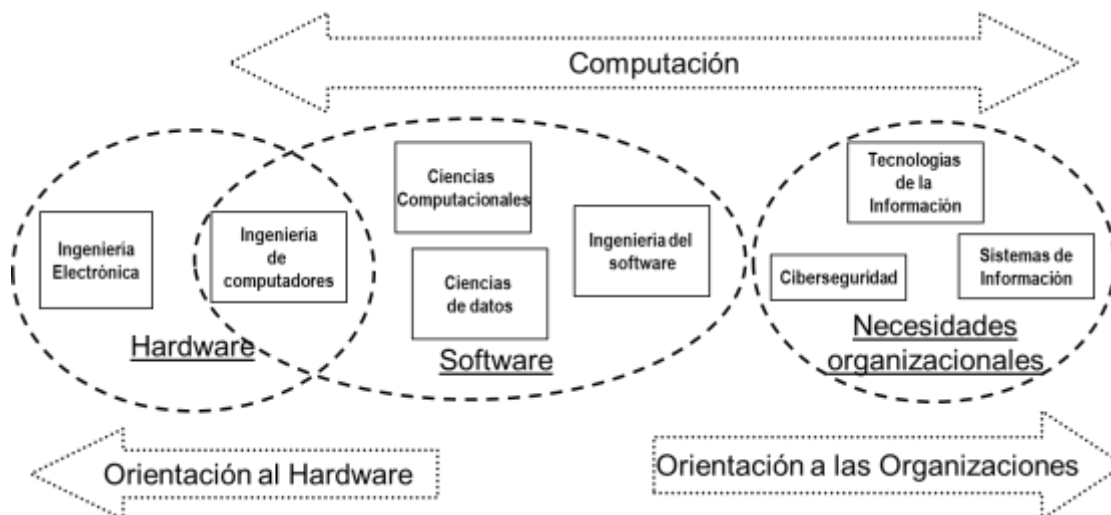 Computación
Ciencias
Computacionales
Tecnologías
de la
Información
Ingeniería
Electrónica
Ingeniería
de
computadores
Ingeniería del
software
Ciencias
de datos
Ciberseguridad
Sistemas de
Información
Hardware
Software
Necesidades
organizacionales
Orientación al Hardware
Orientación a las Organizaciones